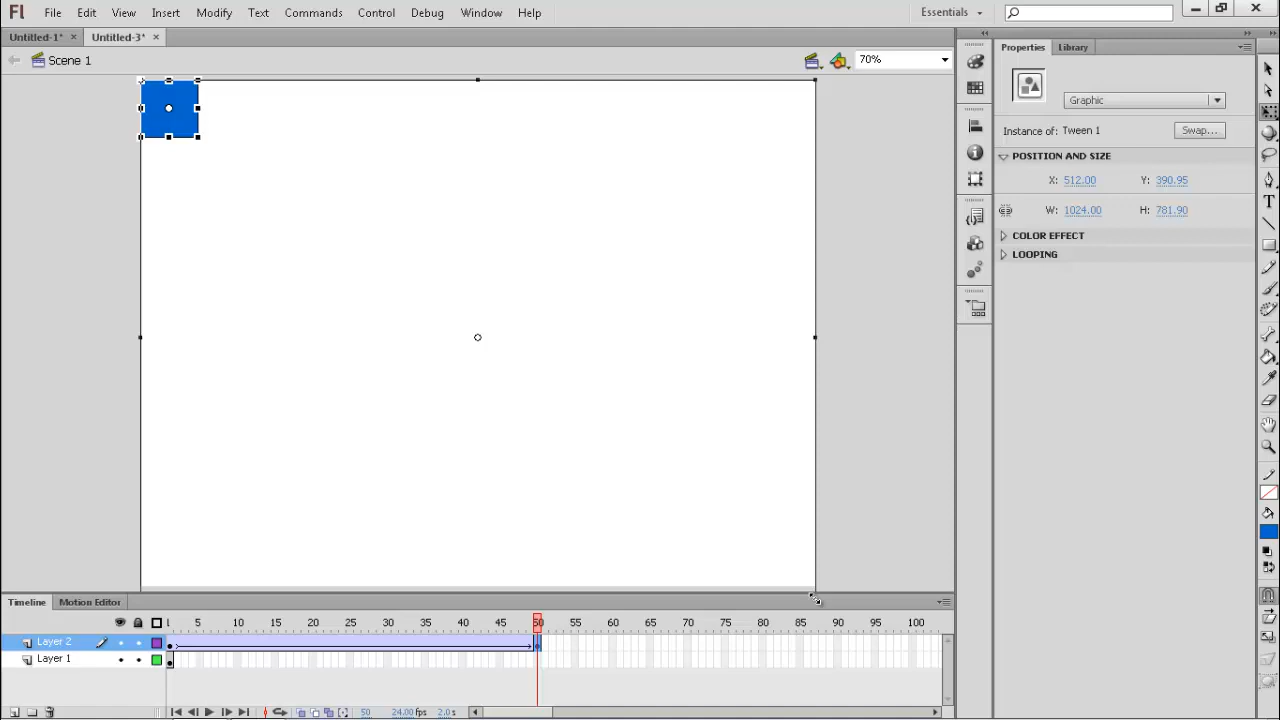 Fl File Edit View Insert Modify Text Commands Control Debug Window Help Essentials
Untitled-1* × Untitled-3* ×
Scene 1 70%
Properties Library
Graphic
Instance of: Tween 1 Swap...
POSITION AND SIZE
X: 512.00 Y: 390.95
W: 1024.00 H: 781.90
COLOR EFFECT
LOOPING
Timeline Motion Editor
1 5 10 15 20 25 30 35 40 45 50 55 60 65 70 75 80 85 90 95 100
Layer 2
Layer 1
50 24.00 fps 2.0 s